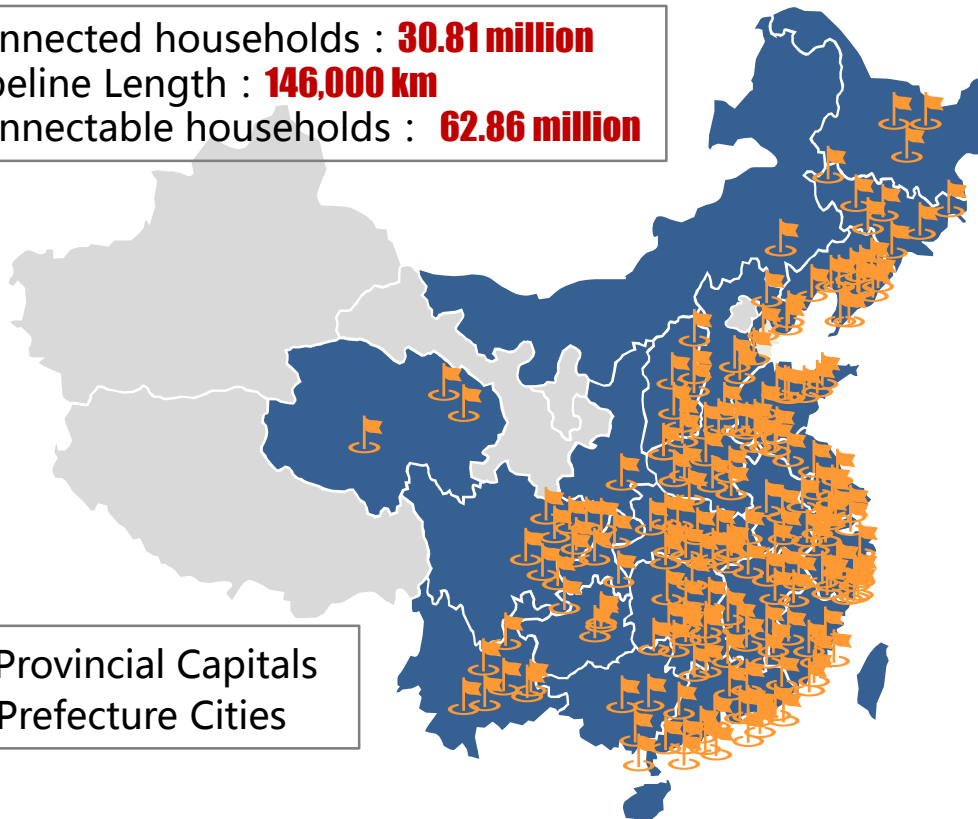 nnected households : 30.81 million
peline Length : 146,000 km
nnectable households : 62.86 million
Provincial Capitals
Prefecture Cities